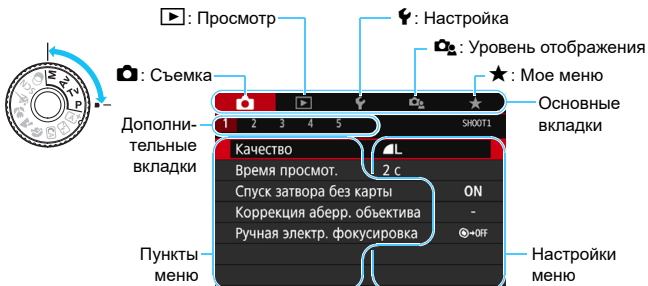 : Просмотр
: Настройка
: Уровень отображения
: Съемка
: Мое меню
Основные
вкладки
Дополни-
тельные
вкладки
1 2 3 4 5 SHOOT1
Качество L
Время просмот. 2 с
Спуск затвора без карты ON
Коррекция аберр. объектива -
Ручная электр. фокусировка OFF
Пункты
меню
Настройки
меню
M
Av
Tv
P